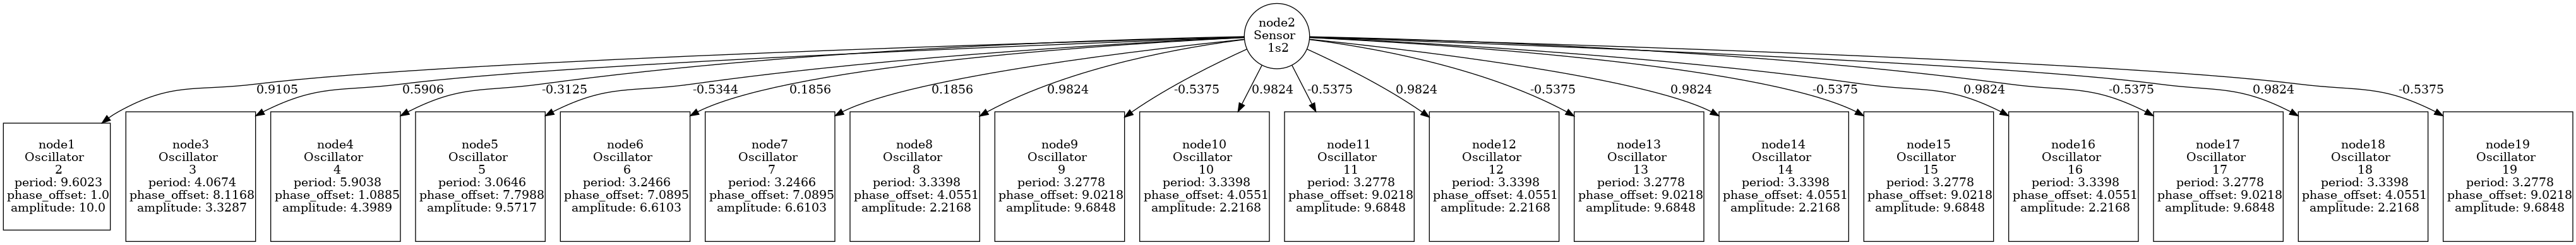 node2
Sensor
1s2
0.9105
0.5906
-0.3125
-0.5344
0.1856
0.1856
0.9824
-0.5375
0.9824
-0.5375
0.9824
-0.5375
0.9824
-0.5375
0.9824
-0.5375
0.9824
-0.5375
node1
Oscillator
2
period: 9.6023
phase_offset: 1.0
amplitude: 10.0
node3
Oscillator
3
period: 4.0674
phase_offset: 8.1168
amplitude: 3.3287
node4
Oscillator
4
period: 5.9038
phase_offset: 1.0885
amplitude: 4.3989
node5
Oscillator
5
period: 3.0646
phase_offset: 7.7988
amplitude: 9.5717
node6
Oscillator
6
period: 3.2466
phase_offset: 7.0895
amplitude: 6.6103
node7
Oscillator
7
period: 3.2466
phase_offset: 7.0895
amplitude: 6.6103
node8
Oscillator
8
period: 3.3398
phase_offset: 4.0551
amplitude: 2.2168
node9
Oscillator
9
period: 3.2778
phase_offset: 9.0218
amplitude: 9.6848
node10
Oscillator
10
period: 3.3398
phase_offset: 4.0551
amplitude: 2.2168
node11
Oscillator
11
period: 3.2778
phase_offset: 9.0218
amplitude: 9.6848
node12
Oscillator
12
period: 3.3398
phase_offset: 4.0551
amplitude: 2.2168
node13
Oscillator
13
period: 3.2778
phase_offset: 9.0218
amplitude: 9.6848
node14
Oscillator
14
period: 3.3398
phase_offset: 4.0551
amplitude: 2.2168
node15
Oscillator
15
period: 3.2778
phase_offset: 9.0218
amplitude: 9.6848
node16
Oscillator
16
period: 3.3398
phase_offset: 4.0551
amplitude: 2.2168
node17
Oscillator
17
period: 3.2778
phase_offset: 9.0218
amplitude: 9.6848
node18
Oscillator
18
period: 3.3398
phase_offset: 4.0551
amplitude: 2.2168
node19
Oscillator
19
period: 3.2778
phase_offset: 9.0218
amplitude: 9.6848